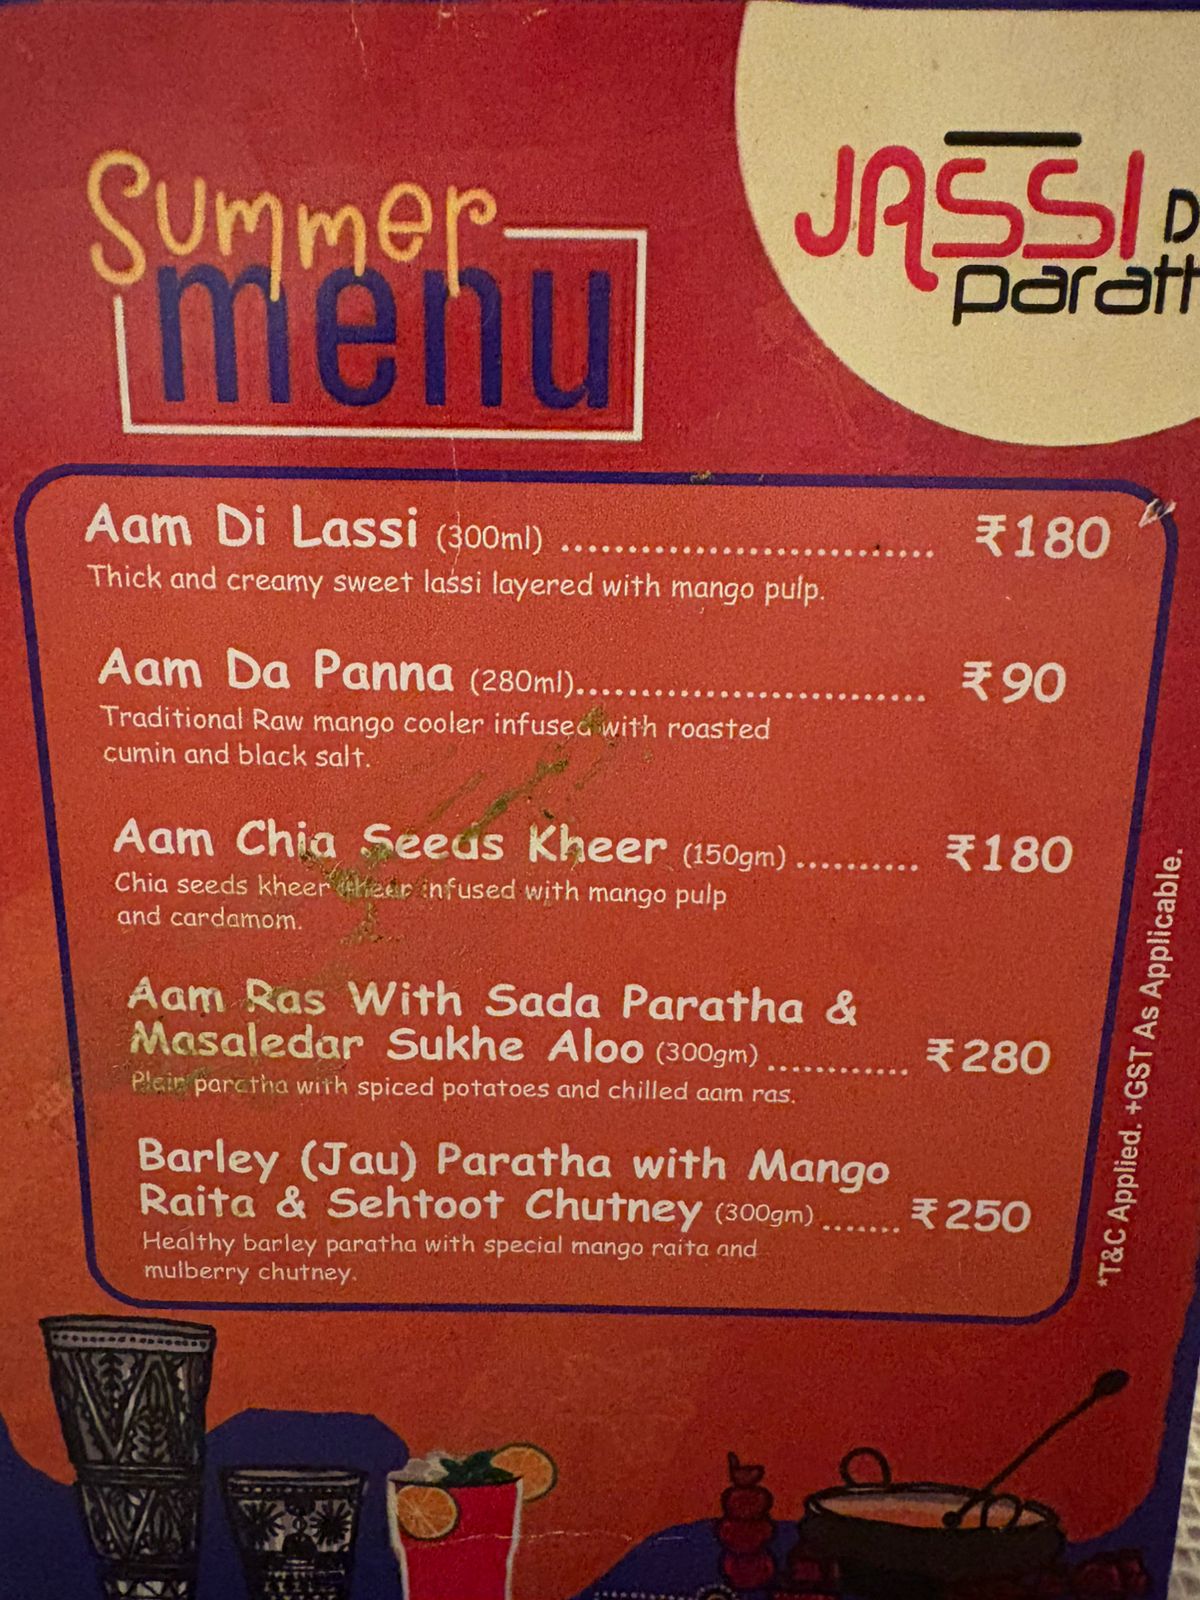 Summer
menu
JASSI D
paratt
Aam Di Lassi (300ml) .............................. ₹180
Thick and creamy sweet lassi layered with mango pulp.
Aam Da Panna (280ml)............................ ₹90
Traditional Raw mango cooler infused with roasted
cumin and black salt.
Aam Chia Seeds Kheer (150gm) .......... ₹180
Chia seeds kheer kheer infused with mango pulp
and cardamom.
Aam Ras With Sada Paratha &
Masaledar Sukhe Aloo (300gm) ............ ₹280
Plain paratha with spiced potatoes and chilled aam ras.
Barley (Jau) Paratha with Mango
Raita & Sehtoot Chutney (300gm) ....... ₹250
Healthy barley paratha with special mango raita and
mulberry chutney.
*T&C Applied. +GST As Applicable.